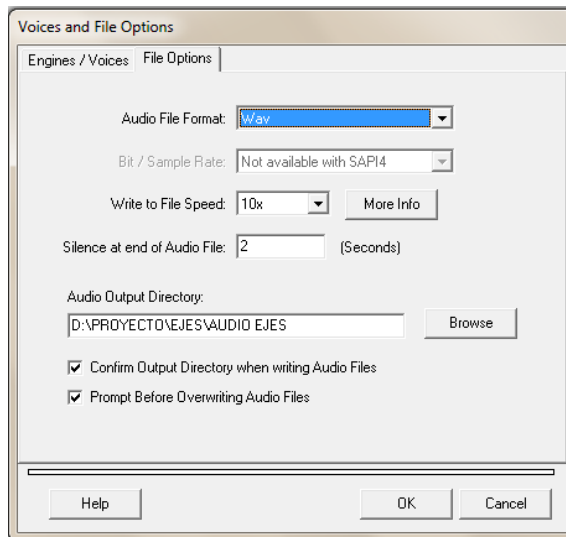 Voices and File Options
Engines / Voices File Options
Audio File Format: Wav
Bit / Sample Rate: Not available with SAPI4
Write to File Speed: 10x More Info
Silence at end of Audio File: 2 (Seconds)
Audio Output Directory:
D:\PROYECTO\EJES\AUDIO EJES Browse
Confirm Output Directory when writing Audio Files
Prompt Before Overwriting Audio Files
Help OK Cancel